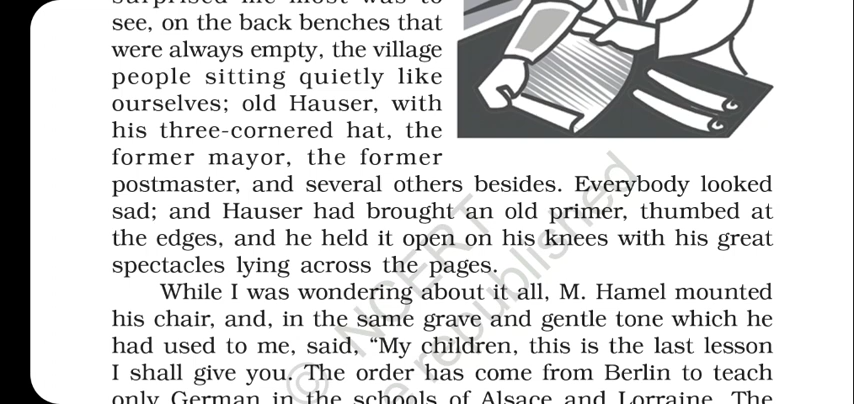 surprised me most was to
see, on the back benches that
were always empty, the village
people sitting quietly like
ourselves; old Hauser, with
his three-cornered hat, the
former mayor, the former
postmaster, and several others besides. Everybody looked
sad; and Hauser had brought an old primer, thumbed at
the edges, and he held it open on his knees with his great
spectacles lying across the pages.
While I was wondering about it all, M. Hamel mounted
his chair, and, in the same grave and gentle tone which he
had used to me, said, “My children, this is the last lesson
I shall give you. The order has come from Berlin to teach
only German in the schools of Alsace and Lorraine. The
© NCERT
republished